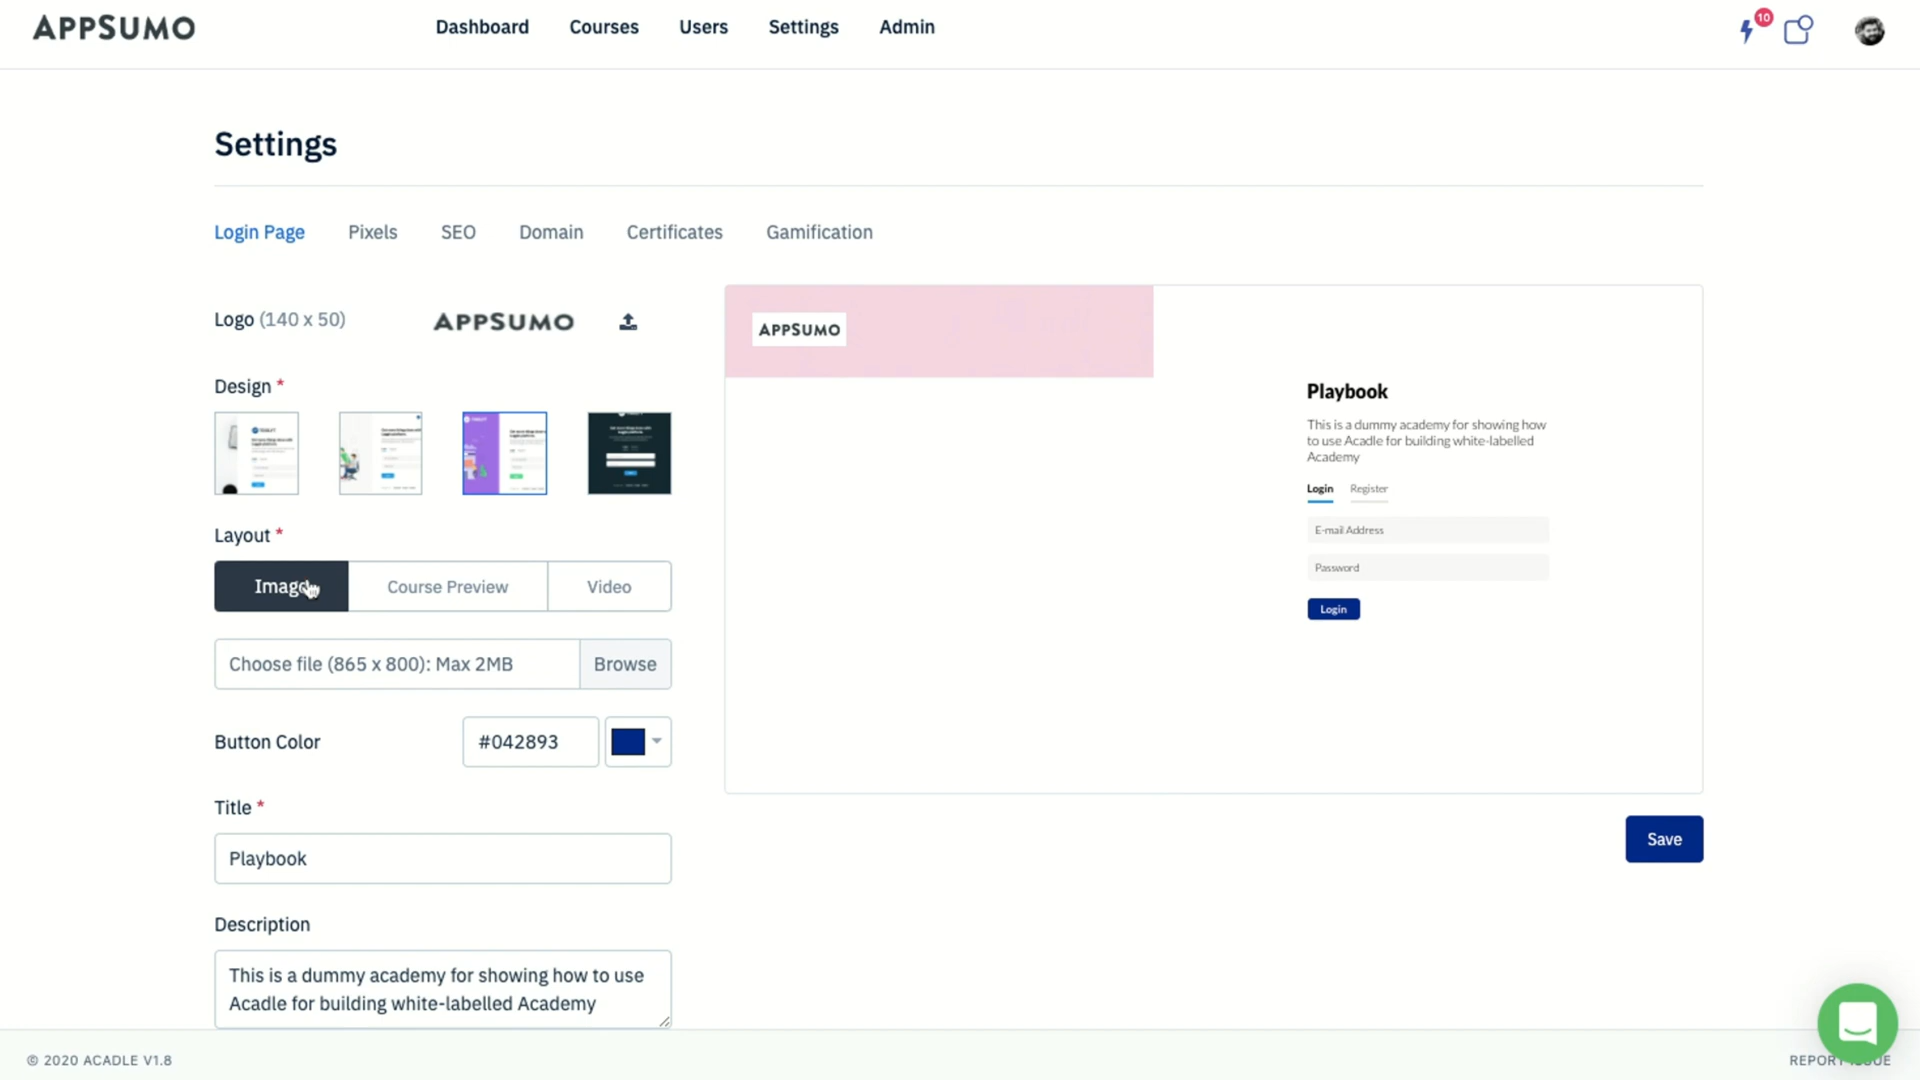 APPSUMO
Dashboard
Courses
Users
Settings
Admin
10
Settings
Login Page
Pixels
SEO
Domain
Certificates
Gamification
Logo (140 x 50)
APPSUMO
Design *
Layout *
Image
Course Preview
Video
Choose file (865 x 800): Max 2MB
Browse
Button Color
#042893
Title *
Playbook
Description
This is a dummy academy for showing how to use
Acadle for building white-labelled Academy
APPSUMO
Playbook
This is a dummy academy for showing how
to use Acadle for building white-labelled
Academy
Login
Register
E-mail Address
Password
Login
Save
© 2020 ACADLE V1.8
REPORT ISSUE